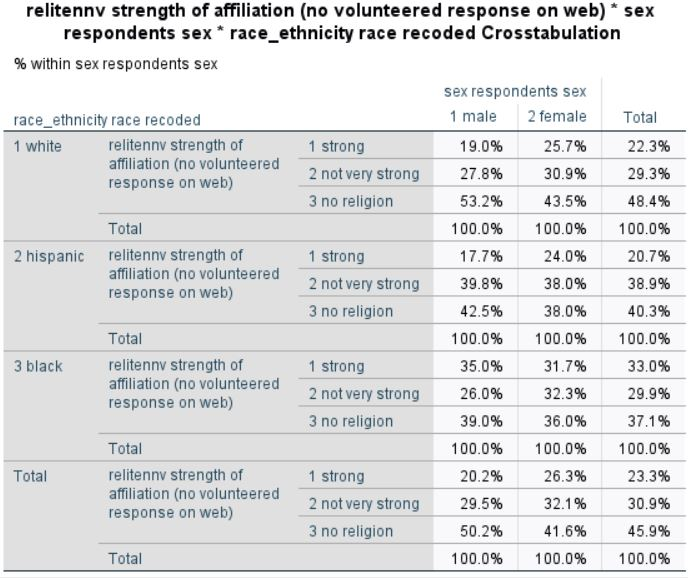 relitennv strength of affiliation (no volunteered response on web) * sex
respondents sex * race_ethnicity race recoded Crosstabulation
% within sex respondents sex
sex respondents sex
race_ethnicity race recoded 1 male 2 female Total
1 white relitennv strength of affiliation (no volunteered response on web) 1 strong 19.0% 25.7% 22.3%
2 not very strong 27.8% 30.9% 29.3%
3 no religion 53.2% 43.5% 48.4%
Total 100.0% 100.0% 100.0%
2 hispanic relitennv strength of affiliation (no volunteered response on web) 1 strong 17.7% 24.0% 20.7%
2 not very strong 39.8% 38.0% 38.9%
3 no religion 42.5% 38.0% 40.3%
Total 100.0% 100.0% 100.0%
3 black relitennv strength of affiliation (no volunteered response on web) 1 strong 35.0% 31.7% 33.0%
2 not very strong 26.0% 32.3% 29.9%
3 no religion 39.0% 36.0% 37.1%
Total 100.0% 100.0% 100.0%
Total relitennv strength of affiliation (no volunteered response on web) 1 strong 20.2% 26.3% 23.3%
2 not very strong 29.5% 32.1% 30.9%
3 no religion 50.2% 41.6% 45.9%
Total 100.0% 100.0% 100.0%